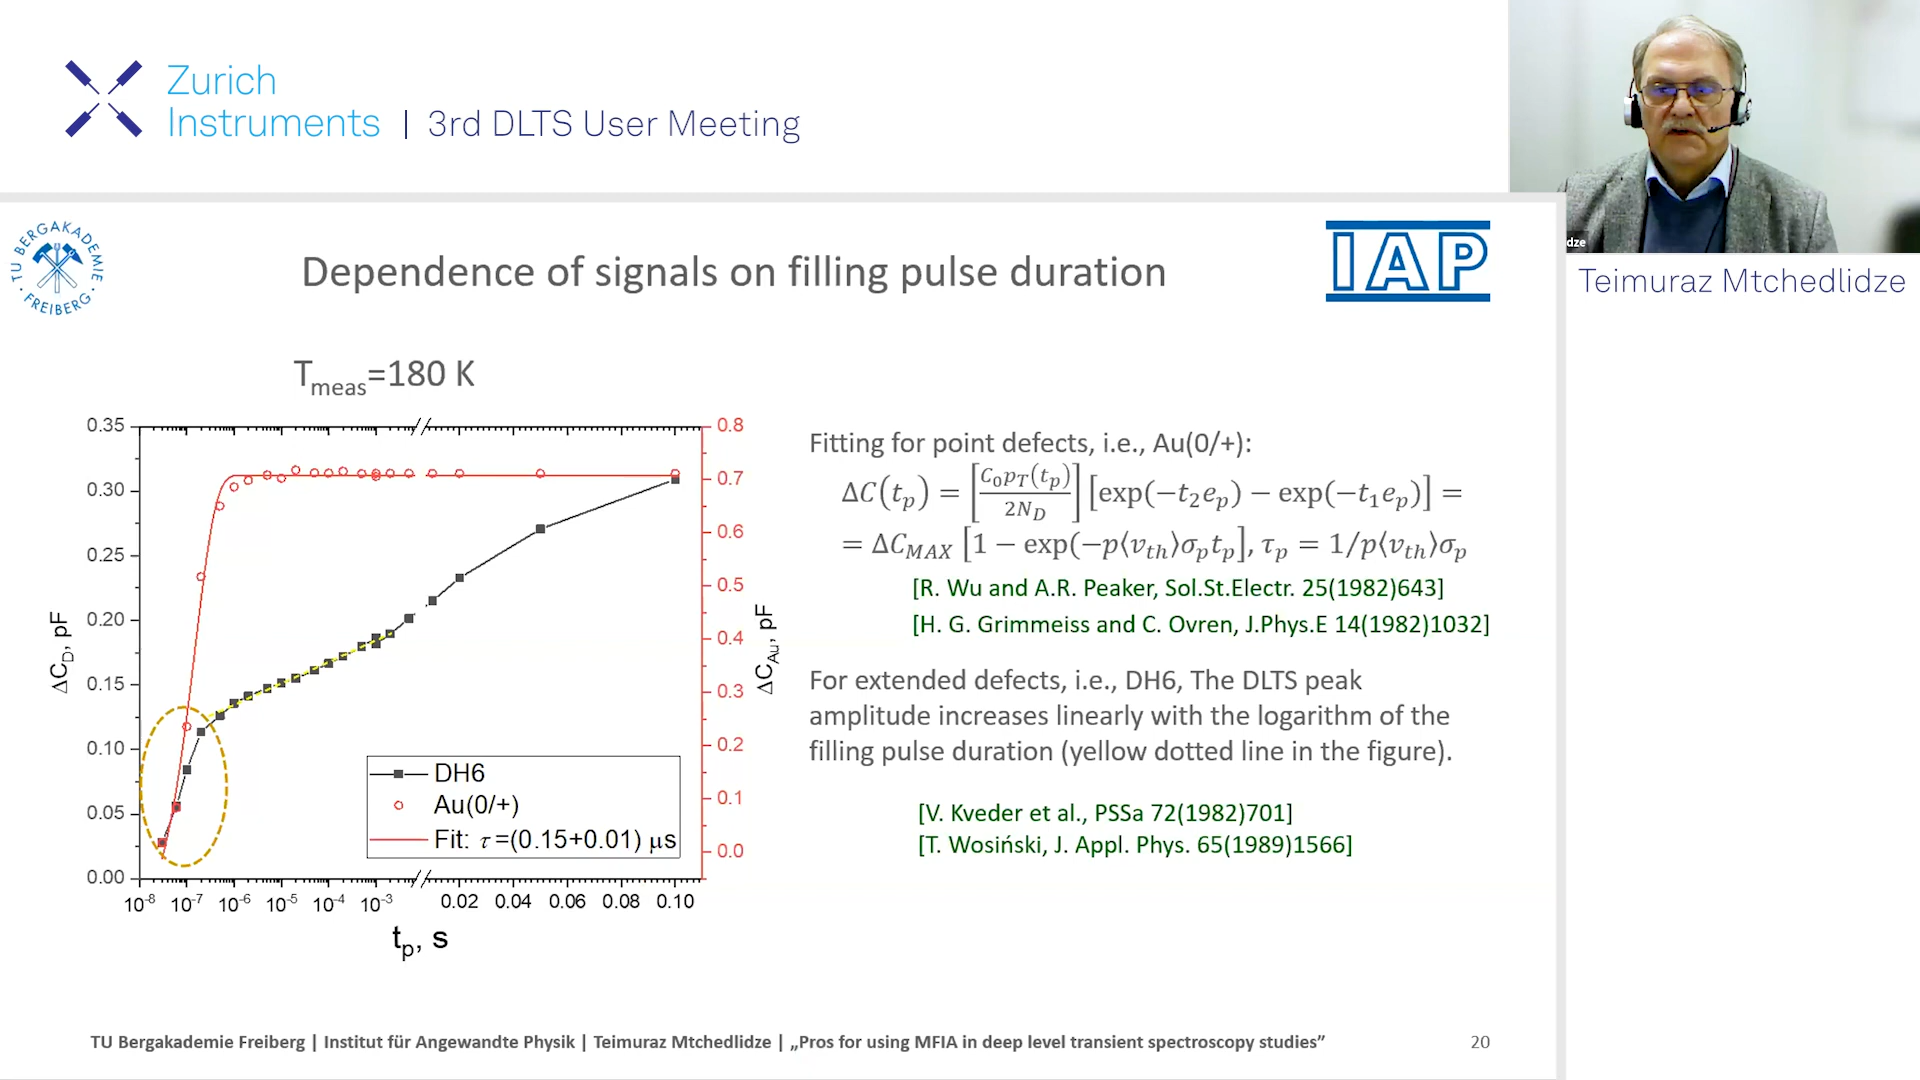 Zurich
Instruments | 3rd DLTS User Meeting
dze
Teimuraz Mtchedlidze
TU BERGAKADEMIE
· FREIBERG ·
IAP
Dependence of signals on filling pulse duration
T_meas=180 K
0.35
0.30
0.25
0.20
0.15
0.10
0.05
0.00
ΔC_D, pF
0.8
0.7
0.6
0.5
0.4
0.3
0.2
0.1
0.0
ΔC_Au, pF
DH6
Au(0/+)
Fit: τ =(0.15+0.01) μs
10⁻⁸ 10⁻⁷ 10⁻⁶ 10⁻⁵ 10⁻⁴ 10⁻³ 0.02 0.04 0.06 0.08 0.10
t_p, s
Fitting for point defects, i.e., Au(0/+):
ΔC(t_p) = [C_0 p_T(t_p) / 2N_D] [exp(−t_2 e_p) − exp(−t_1 e_p)] =
= ΔC_MAX [1 − exp(−p⟨v_th⟩σ_p t_p], τ_p = 1/p⟨v_th⟩σ_p
[R. Wu and A.R. Peaker, Sol.St.Electr. 25(1982)643]
[H. G. Grimmeiss and C. Ovren, J.Phys.E 14(1982)1032]
For extended defects, i.e., DH6, The DLTS peak
amplitude increases linearly with the logarithm of the
filling pulse duration (yellow dotted line in the figure).
[V. Kveder et al., PSSa 72(1982)701]
[T. Wosiński, J. Appl. Phys. 65(1989)1566]
TU Bergakademie Freiberg | Institut für Angewandte Physik | Teimuraz Mtchedlidze | „Pros for using MFIA in deep level transient spectroscopy studies”
20